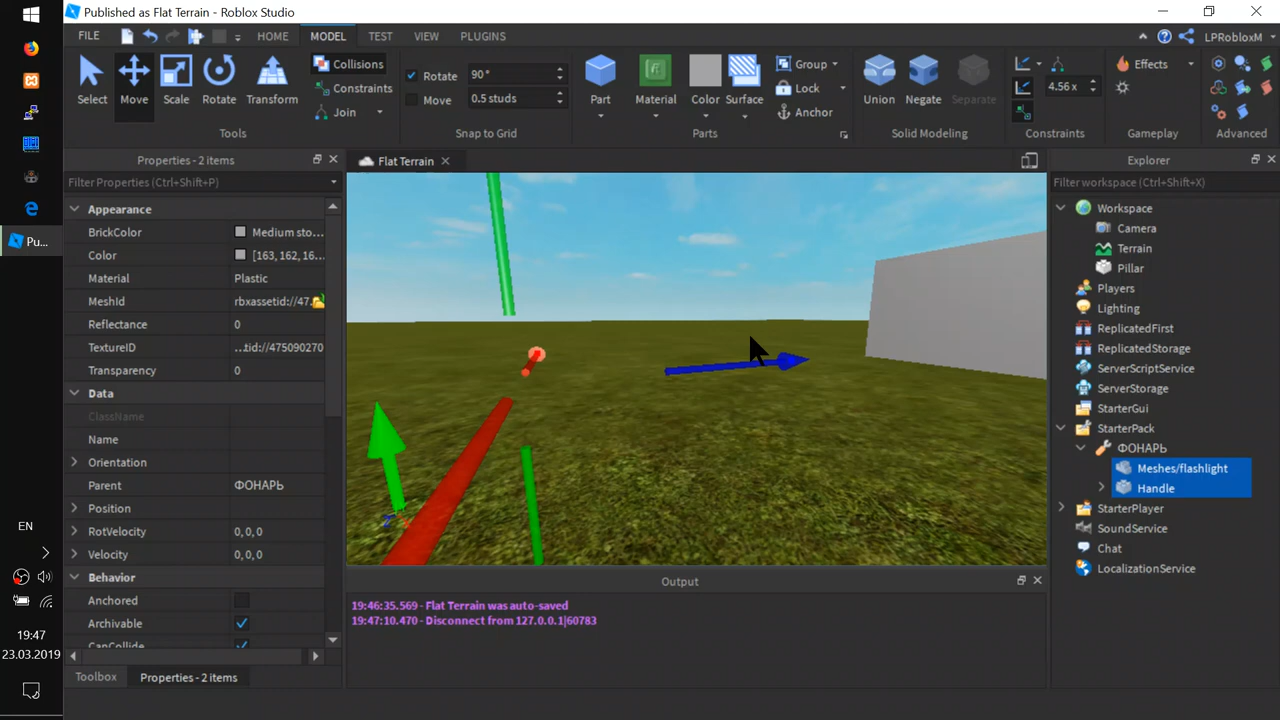 Published as Flat Terrain - Roblox Studio
FILE HOME MODEL TEST VIEW PLUGINS LPRobloxM
Select Move Scale Rotate Transform
Collisions
Constraints
Join
Tools
Rotate 90°
Move 0.5 studs
Snap to Grid
Part Material Color Surface
Group
Lock
Anchor
Parts
Union Negate Separate
Solid Modeling
4.56 x
Constraints
Effects
Gameplay
Advanced
Properties - 2 items
Filter Properties (Ctrl+Shift+P)
Appearance
BrickColor Medium sto...
Color [163, 162, 16...
Material Plastic
MeshId rbxassetid://47...
Reflectance 0
TextureID ...tid://475090270
Transparency 0
Data
ClassName
Name
Orientation
Parent ФОНАРЬ
Position
RotVelocity 0, 0, 0
Velocity 0, 0, 0
Behavior
Anchored
Archivable
CanCollide
Toolbox Properties - 2 items
Flat Terrain
Output
19:46:35.569 - Flat Terrain was auto-saved
19:47:10.470 - Disconnect from 127.0.0.1|60783
Explorer
Filter workspace (Ctrl+Shift+X)
Workspace
Camera
Terrain
Pillar
Players
Lighting
ReplicatedFirst
ReplicatedStorage
ServerScriptService
ServerStorage
StarterGui
StarterPack
ФОНАРЬ
Meshes/flashlight
Handle
StarterPlayer
SoundService
Chat
LocalizationService
Pu...
EN
19:47
23.03.2019